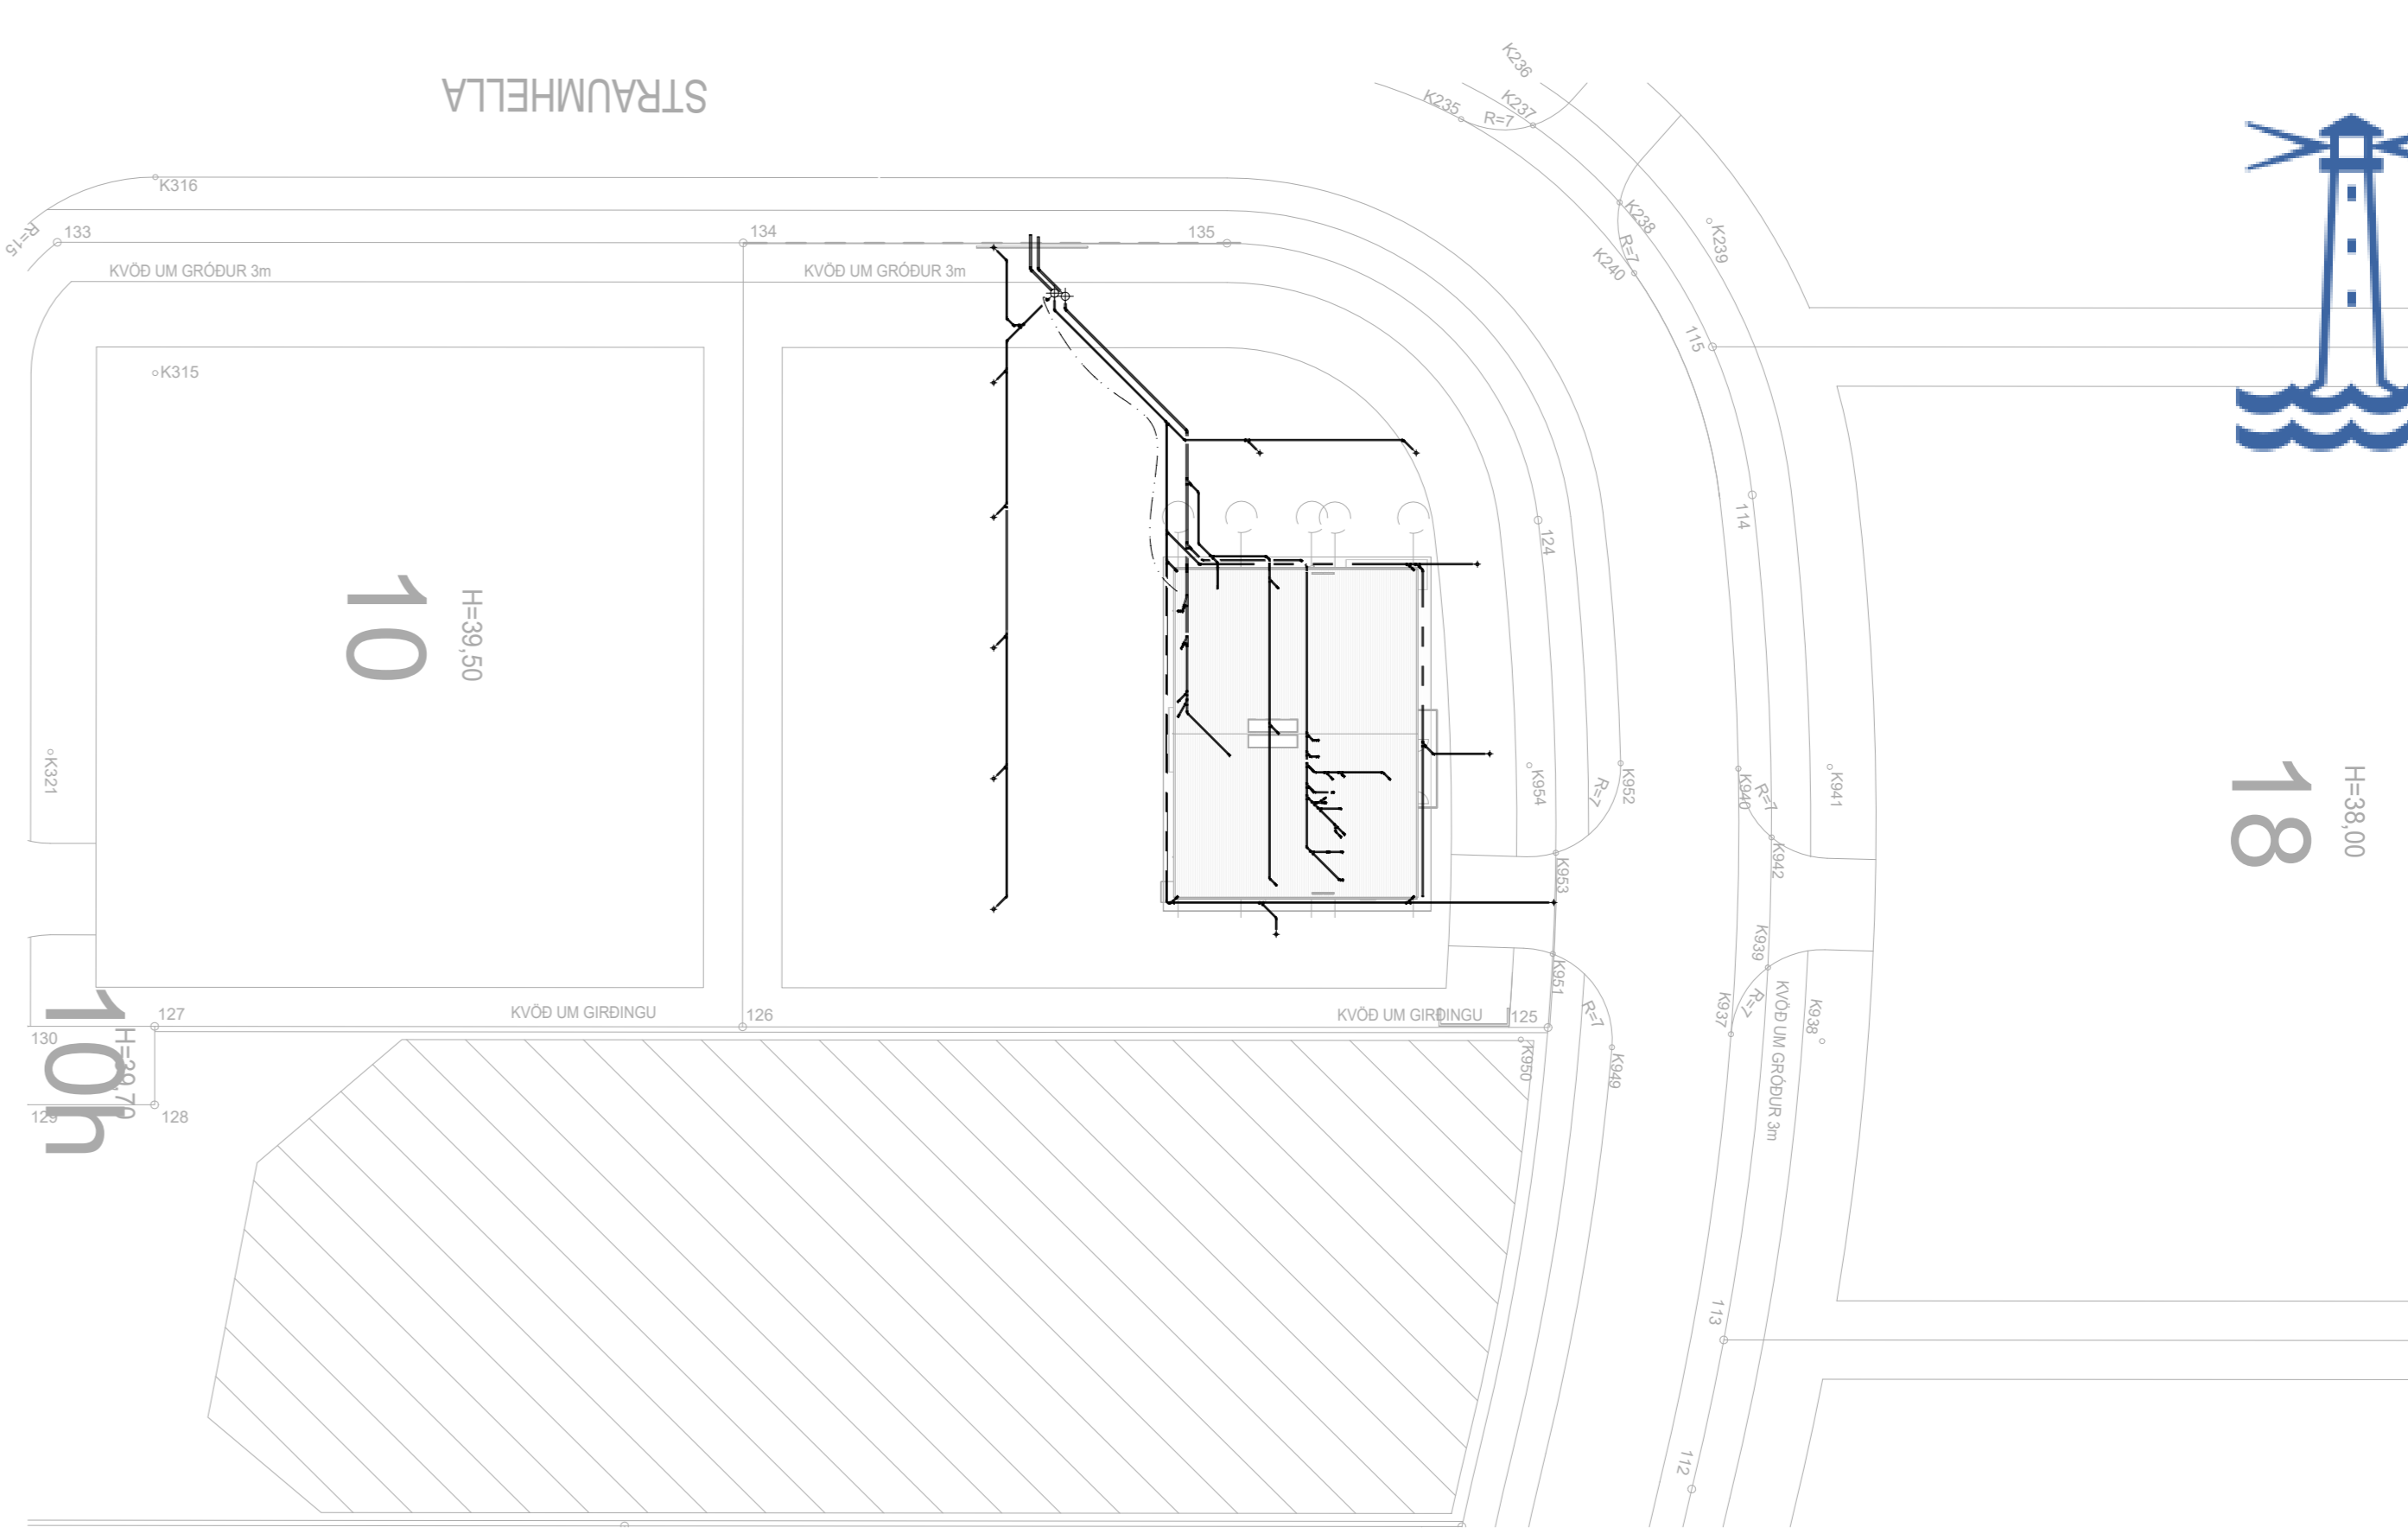 STRAUMHELLA
K236
K235
R=7
K237
K316
K238
K239
R=7
K240
R=15
133
134
135
KVÖÐ UM GRÓÐUR 3m
KVÖÐ UM GRÓÐUR 3m
115
K315
114
124
10
H=39,50
K321
K954
K952
R=7
K940
R=7
K941
H=38,00
18
K953
K942
K939
K951
KVÖÐ UM GIRÐINGU
KVÖÐ UM GIRÐINGU
127
126
125
R=7
K937
R=7
KVÖÐ UM GRÓÐUR 3m
K938
130
10h
H=39,70
K950
K949
129
128
113
112